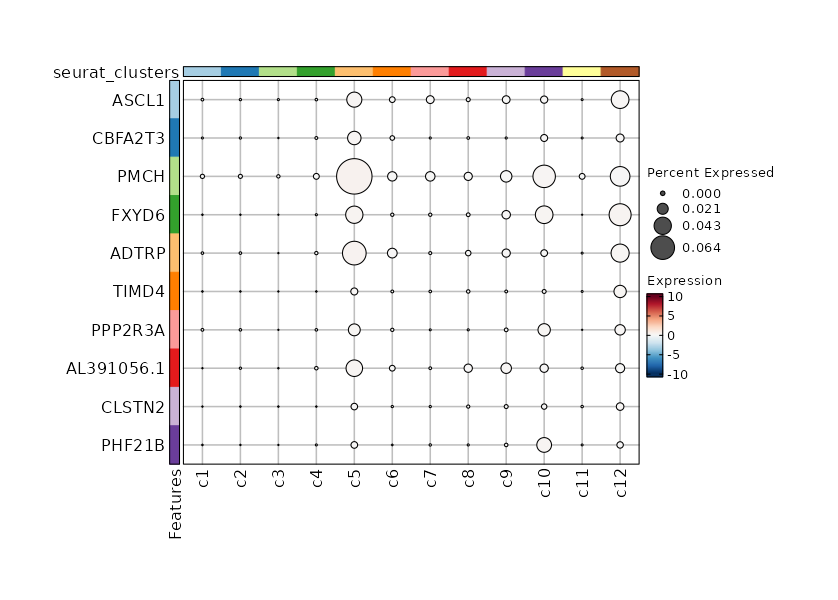 seurat_clusters
ASCL1
CBFA2T3
PMCH
FXYD6
ADTRP
TIMD4
PPP2R3A
AL391056.1
CLSTN2
PHF21B
Features
c1 c2 c3 c4 c5 c6 c7 c8 c9 c10 c11 c12
Percent Expressed
0.000
0.021
0.043
0.064
Expression
10
5
0
-5
-10